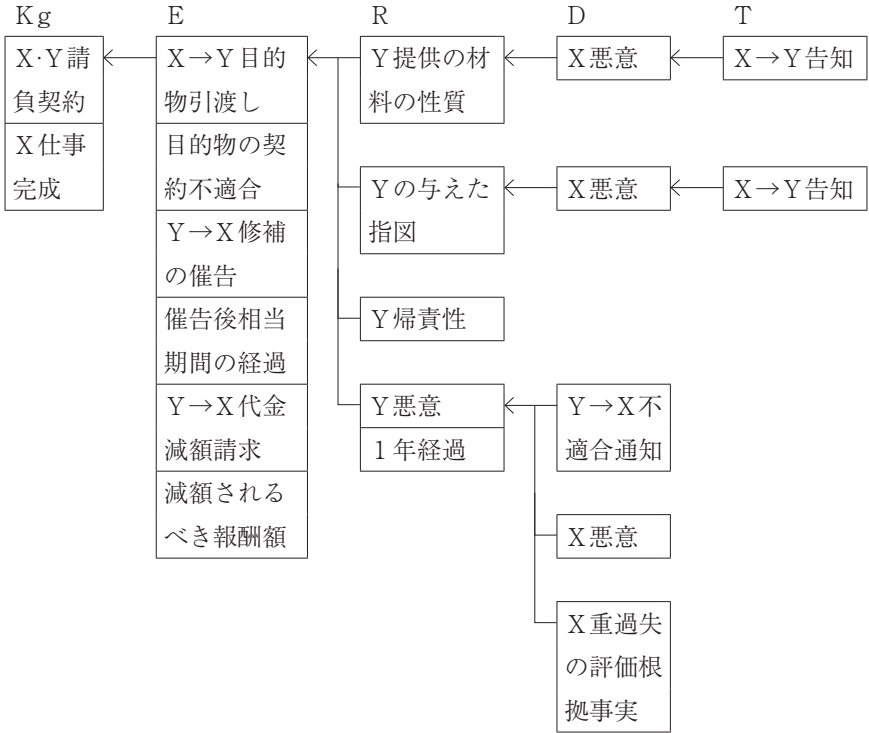 Kg E R D T
X·Y請
負契約
X仕事
完成
X→Y目的
物引渡し
目的物の契
約不適合
Y→X修補
の催告
催告後相当
期間の経過
Y→X代金
減額請求
減額される
べき報酬額
Y提供の材
料の性質
X悪意
X→Y告知
Yの与えた
指図
X悪意
X→Y告知
Y帰責性
Y悪意
1年経過
Y→X不
適合通知
X悪意
X重過失
の評価根
拠事実